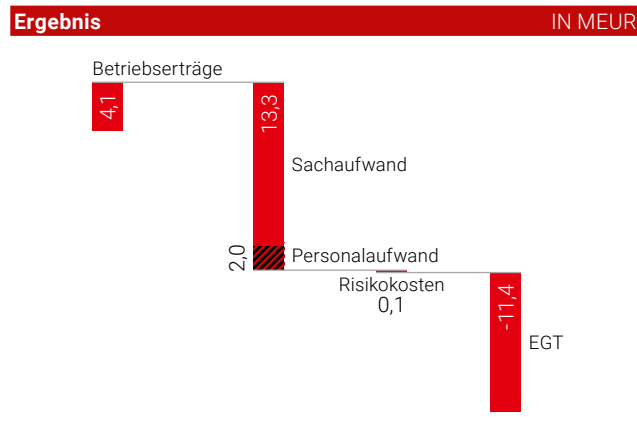 Ergebnis IN MEUR
Betriebserträge
4,1
13,3
Sachaufwand
2,0
Personalaufwand
Risikokosten
0,1
-11,4
EGT